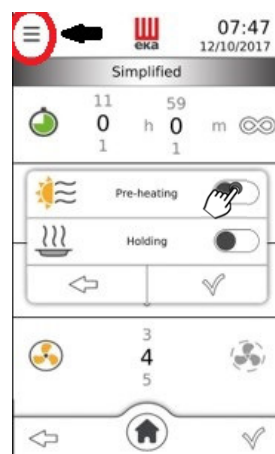 07:47
eka 12/10/2017
Simplified
11 59
0 h 0 m
1 1
Pre-heating
Holding
3
4
5